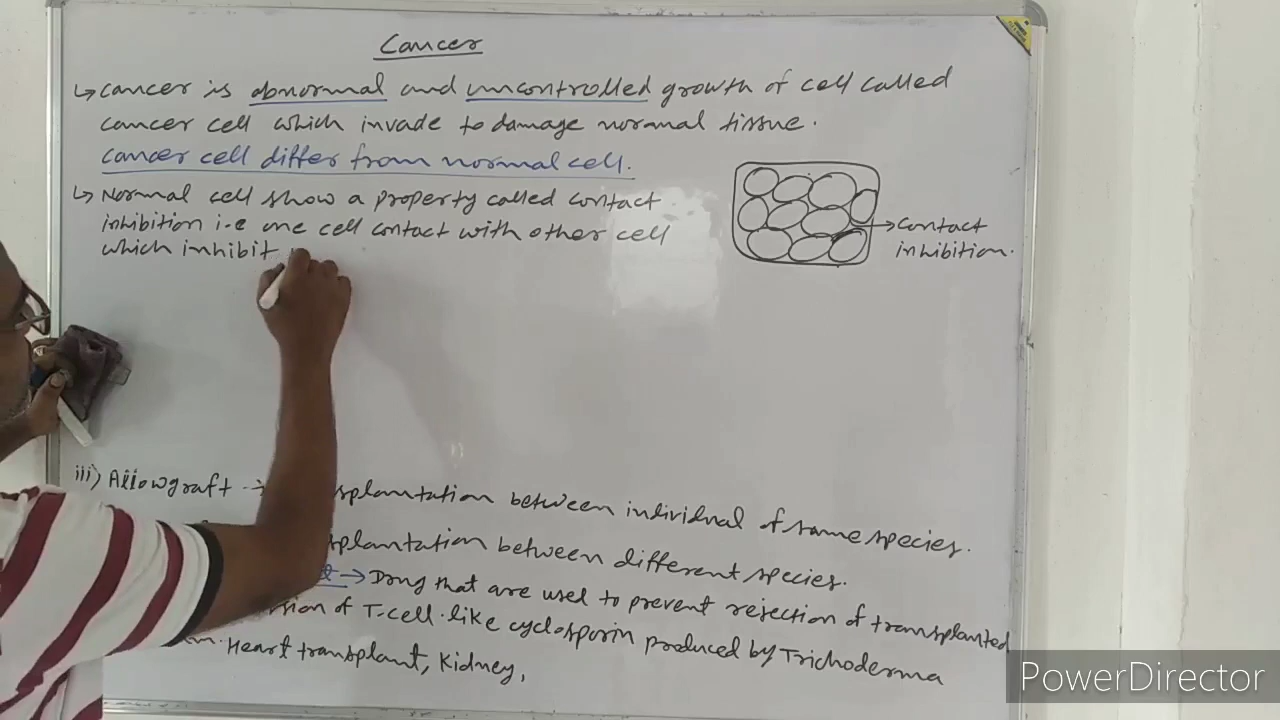 Cancer
↳ Cancer is abnormal and uncontrolled growth of cell called
cancer cell which invade to damage normal tissue.
Cancer cell differ from normal cell.
↳ Normal cell show a property called contact
inhibition i.e one cell contact with other cell
which inhibit
→ Contact
inhibition.
iii) Allowgraft → splantation between individual of same species.
splantation between different species.
→ Drug that are used to prevent rejection of transplanted
of T-cell. like cyclosporin produced by Trichoderma
Heart transplant, Kidney,
PowerDirector